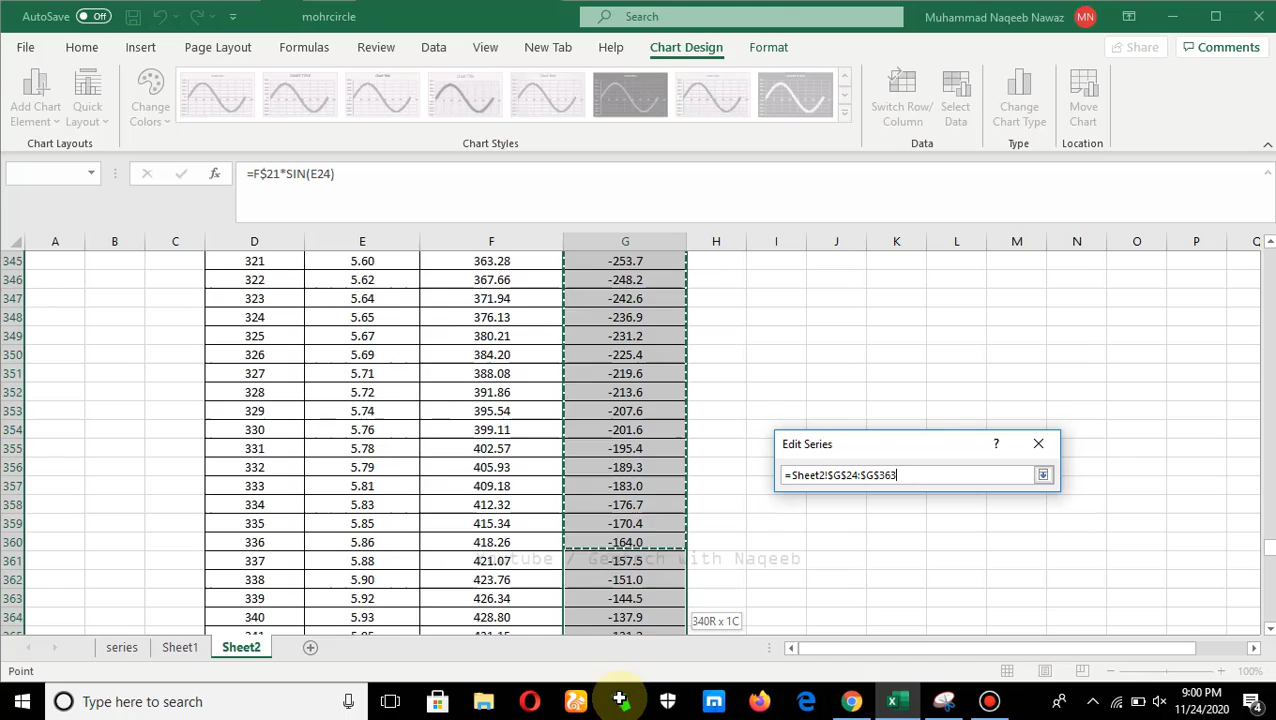 AutoSave Off mohrcircle Search Muhammad Naqeeb Nawaz MN
File Home Insert Page Layout Formulas Review Data View New Tab Help Chart Design Format Share Comments
Add Chart Element Quick Layout Change Colors Switch Row/ Column Select Data Change Chart Type Move Chart
Chart Layouts Chart Styles Data Type Location
fx =F$21*SIN(E24)
A B C D E F G H I J K L M N O P Q
345 321 5.60 363.28 -253.7
346 322 5.62 367.66 -248.2
347 323 5.64 371.94 -242.6
348 324 5.65 376.13 -236.9
349 325 5.67 380.21 -231.2
350 326 5.69 384.20 -225.4
351 327 5.71 388.08 -219.6
352 328 5.72 391.86 -213.6
353 329 5.74 395.54 -207.6
354 330 5.76 399.11 -201.6
355 331 5.78 402.57 -195.4
356 332 5.79 405.93 -189.3
357 333 5.81 409.18 -183.0
358 334 5.83 412.32 -176.7
359 335 5.85 415.34 -170.4
360 336 5.86 418.26 -164.0
361 337 5.88 421.07 -157.5
362 338 5.90 423.76 -151.0
363 339 5.92 426.34 -144.5
364 340 5.93 428.80 -137.9
Edit Series ?
=Sheet2!$G$24:$G$363
340R x 1C
series Sheet1 Sheet2
Point 100%
Type here to search 9:00 PM
11/24/2020 4